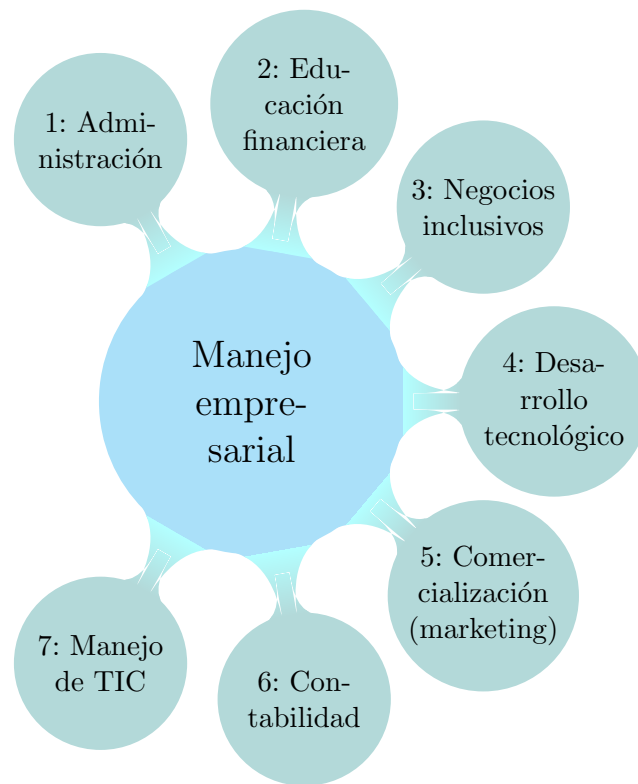 1: Admi-
nistración
2: Edu-
cación
financiera
3: Negocios
inclusivos
4: Desa-
rrollo
tecnológico
5: Comer-
cialización
(marketing)
6: Con-
tabilidad
7: Manejo
de TIC
Manejo
empre-
sarial